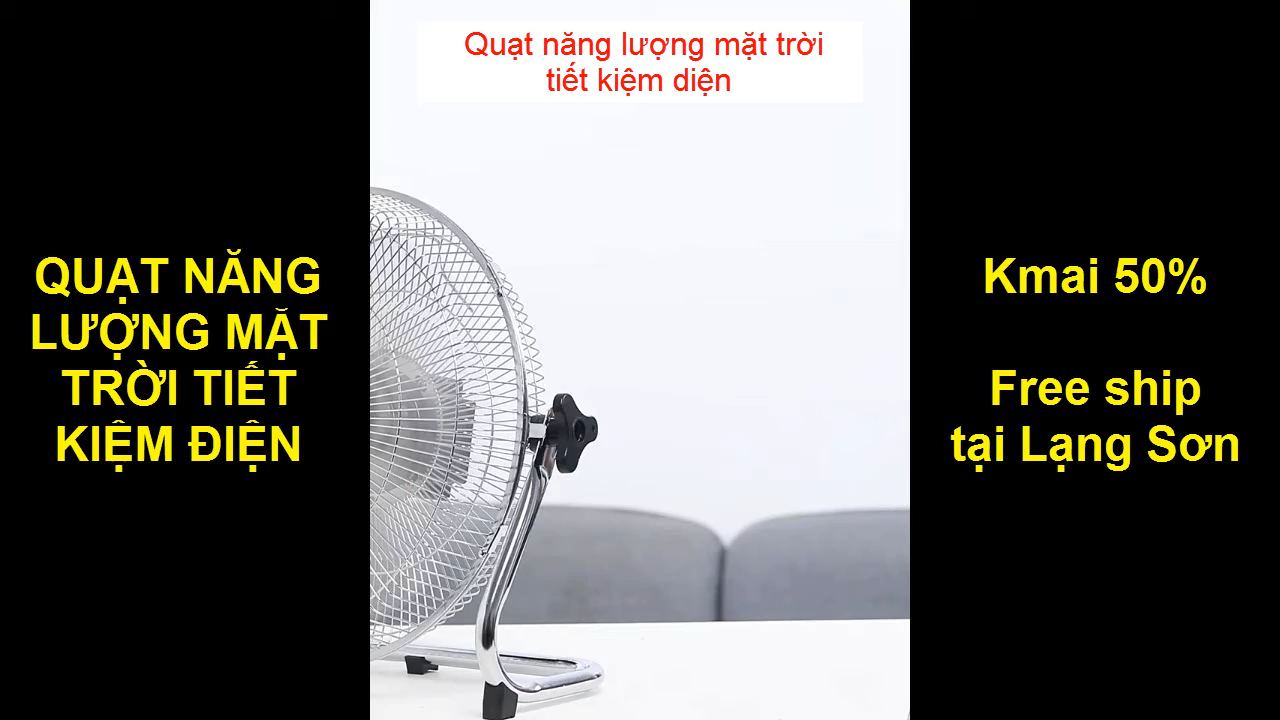 Quạt năng lượng mặt trời
tiết kiệm diện
QUẠT NĂNG
LƯỢNG MẶT
TRỜI TIẾT
KIỆM ĐIỆN
Kmai 50%
Free ship
tại Lạng Sơn